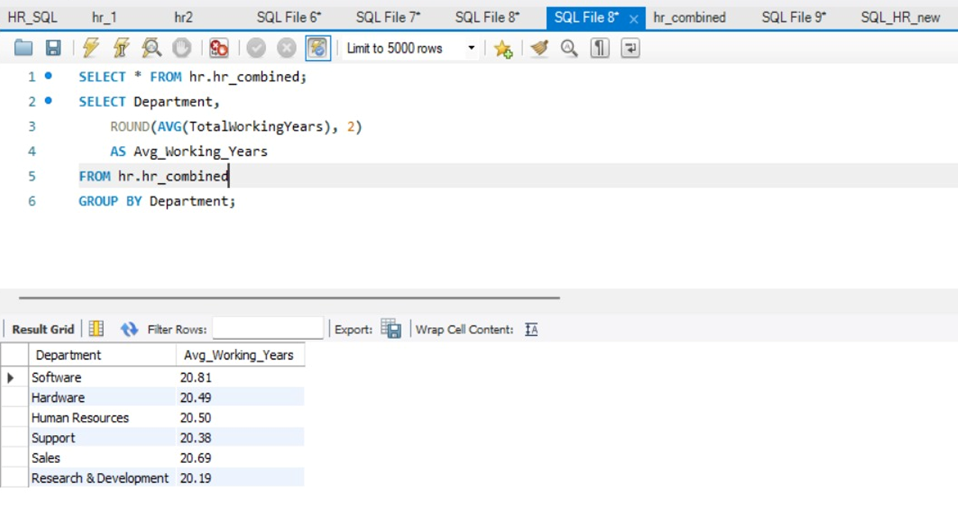 HR_SQL hr_1 hr2 SQL File 6* SQL File 7* SQL File 8* SQL File 8* × hr_combined SQL File 9* SQL_HR_new
Limit to 5000 rows
1 SELECT * FROM hr.hr_combined;
2 SELECT Department,
3 ROUND(AVG(TotalWorkingYears), 2)
4 AS Avg_Working_Years
5 FROM hr.hr_combined
6 GROUP BY Department;
Result Grid Filter Rows: Export: Wrap Cell Content:
Department Avg_Working_Years
Software 20.81
Hardware 20.49
Human Resources 20.50
Support 20.38
Sales 20.69
Research & Development 20.19